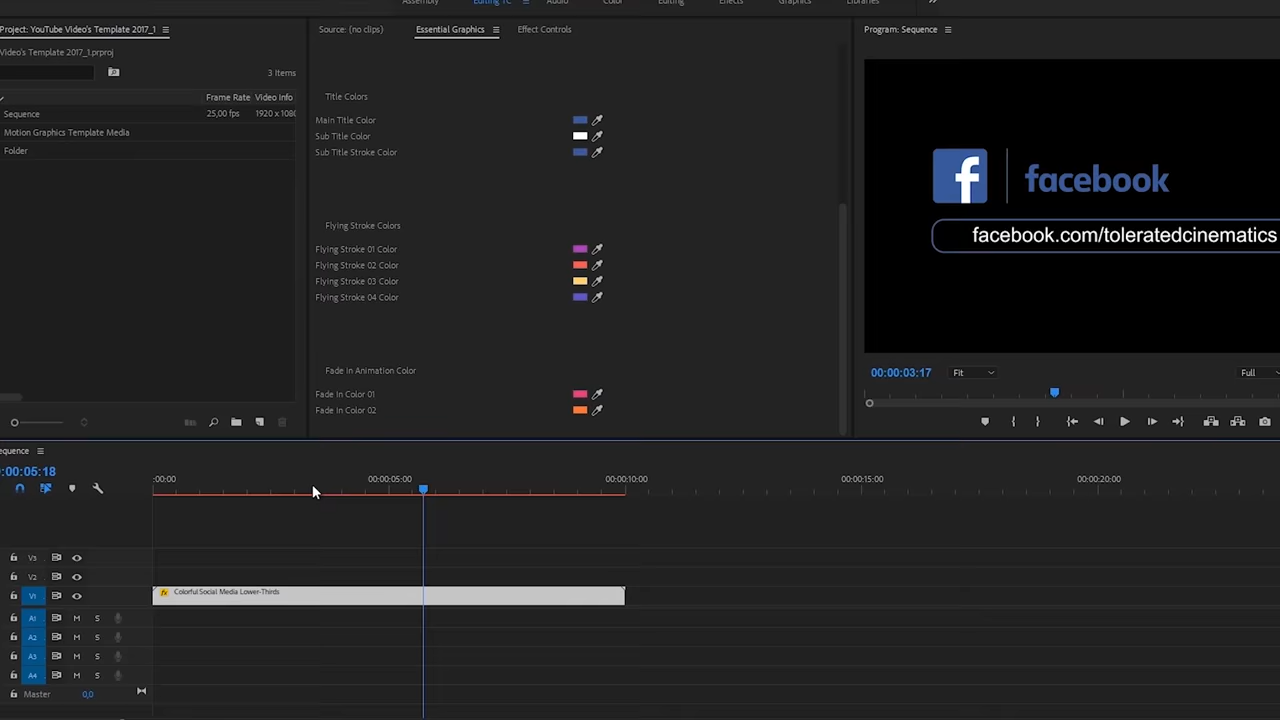 Assembly Editing TC Audio Color Editing Effects Graphics Libraries
Project: YouTube Video's Template 2017_1
Source: (no clips) Essential Graphics Effect Controls
Program: Sequence
Video's Template 2017_1.prproj
3 Items
Frame Rate Video Info
Sequence 25,00 fps 1920 x 1080
Motion Graphics Template Media
Folder
Title Colors
Main Title Color
Sub Title Color
Sub Title Stroke Color
Flying Stroke Colors
Flying Stroke 01 Color
Flying Stroke 02 Color
Flying Stroke 03 Color
Flying Stroke 04 Color
Fade in Animation Color
Fade In Color 01
Fade In Color 02
f facebook
facebook.com/toleratedcinematics
00:00:03:17 Fit Full
equence
0:00:05:18
:00:00 00:00:05:00 00:00:10:00 00:00:15:00 00:00:20:00
V3
V2
V1 fx Colorful Social Media Lower-Thirds
A1 M S
A2 M S
A3 M S
A4 M S
Master 0,0